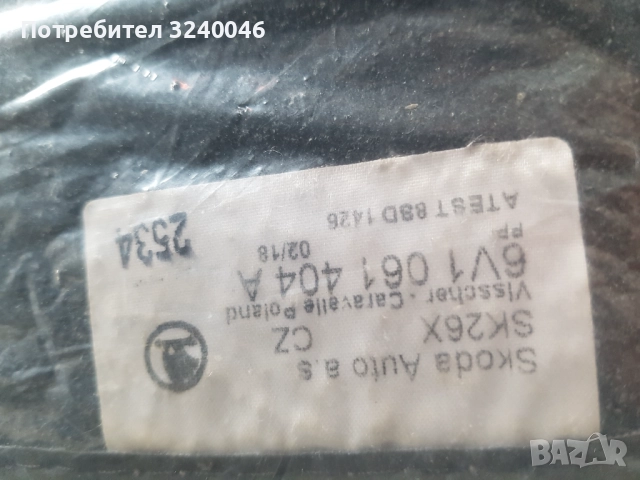 Потребител 3240046
Skoda Auto a.s
SK26X CZ
Visscher - Caravelle Poland
6V1 061 404 A
PP 02/18
ATEST 8SD 1426
2534
BAZAR